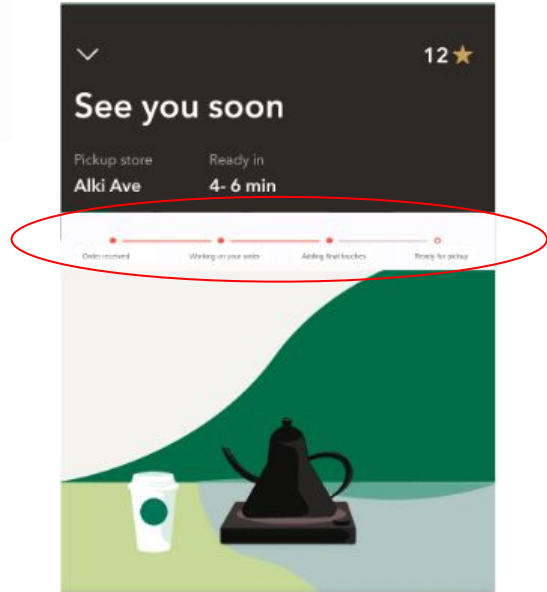 12
See you soon
Pickup store Ready in
Alki Ave 4- 6 min
Order received Working on your order Adding final touches Ready for pickup